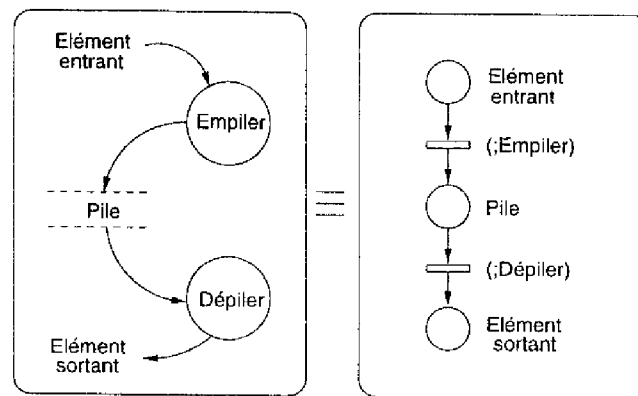 Elément
entrant
Empiler
Pile
Dépiler
Elément
sortant
Elément
entrant
(;Empiler)
Pile
(;Dépiler)
Elément
sortant